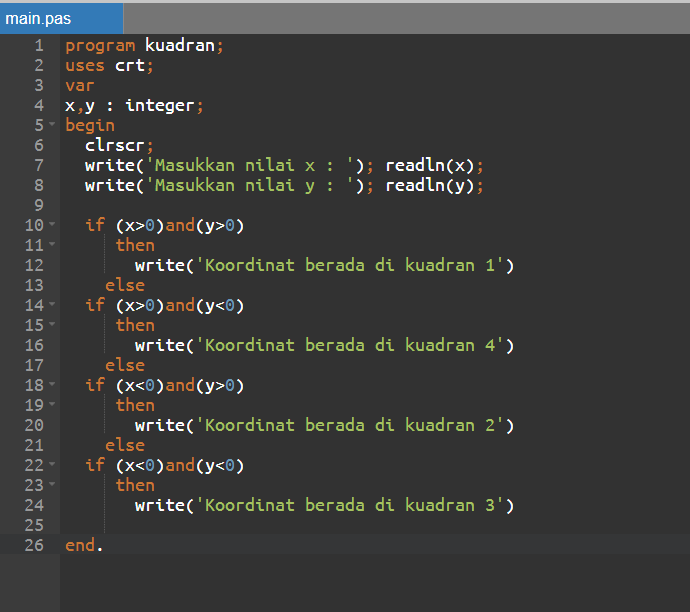 main.pas
1 program kuadran;
2 uses crt;
3 var
4 x,y : integer;
5 begin
6   clrscr;
7   write('Masukkan nilai x : '); readln(x);
8   write('Masukkan nilai y : '); readln(y);
9
10   if (x>0)and(y>0)
11      then
12        write('Koordinat berada di kuadran 1')
13     else
14   if (x>0)and(y<0)
15      then
16        write('Koordinat berada di kuadran 4')
17     else
18   if (x<0)and(y>0)
19      then
20        write('Koordinat berada di kuadran 2')
21     else
22   if (x<0)and(y<0)
23      then
24        write('Koordinat berada di kuadran 3')
25
26 end.